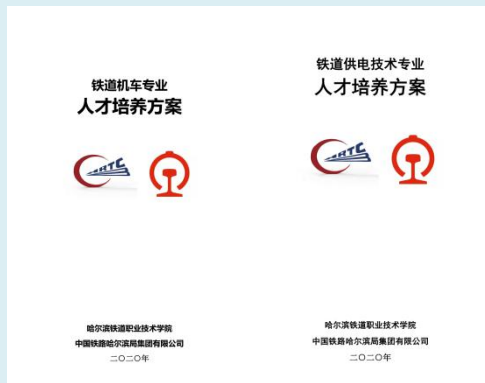 铁道机车专业
人才培养方案
HRTC
哈尔滨铁道职业技术学院
中国铁路哈尔滨局集团有限公司
二〇二〇年
铁道供电技术专业
人才培养方案
HRTC
哈尔滨铁道职业技术学院
中国铁路哈尔滨局集团有限公司
二〇二〇年